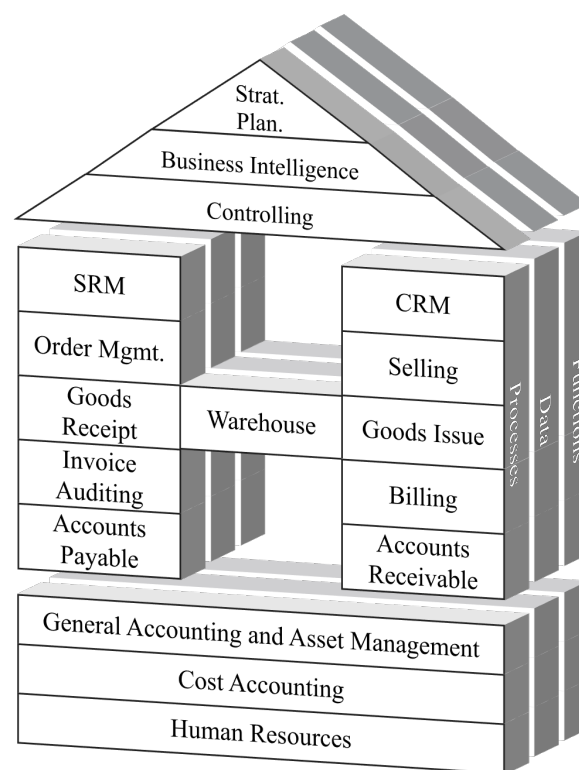 Strat.
Plan.
Business Intelligence
Controlling
SRM
Order Mgmt.
Goods
Receipt
Invoice
Auditing
Accounts
Payable
Warehouse
CRM
Selling
Goods Issue
Billing
Accounts
Receivable
Processes
Data
Functions
General Accounting and Asset Management
Cost Accounting
Human Resources